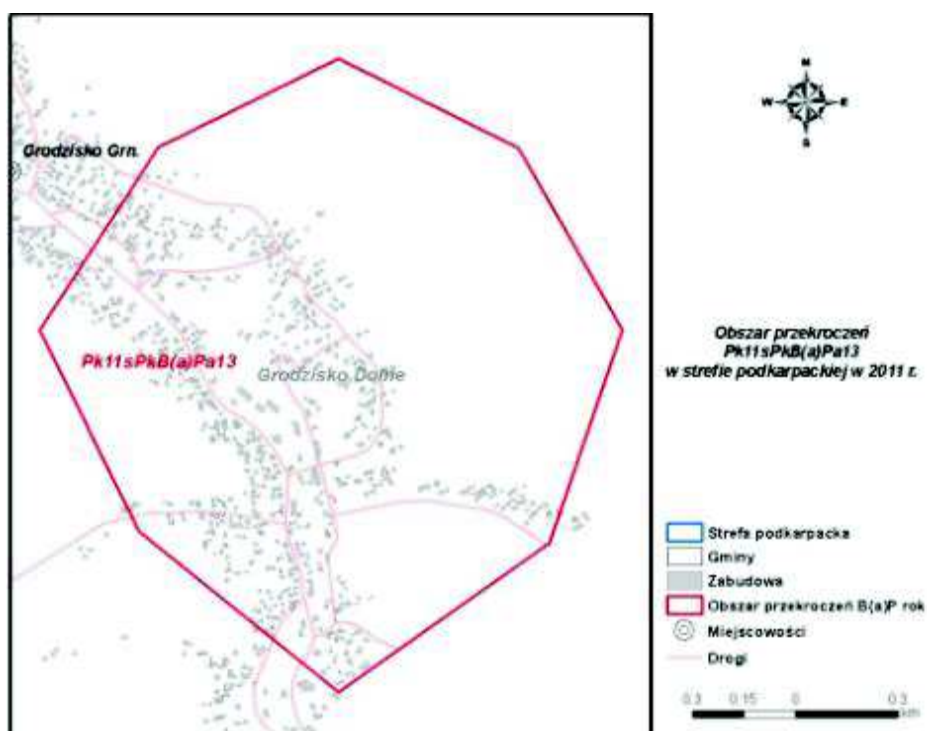 N
W E
S
Grodzisko Grn.
Pk11sPkB(a)Pa13
Grodzisko Dolne
Obszar przekroczeń
Pk11sPkB(a)Pa13
w strefie podkarpackiej w 2011 r.
Strefa podkarpacka
Gminy
Zabudowa
Obszar przekroczeń B(a)P rok
Miejscowości
Drogi
0.3 0.15 0 0.3
km